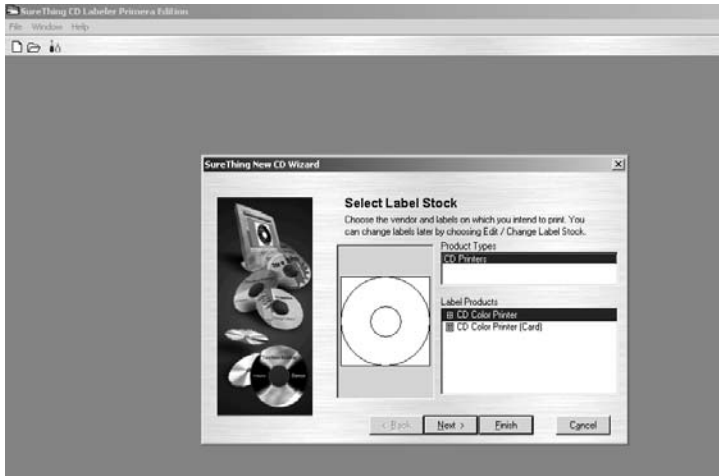 SureThing CD Labeler Primera Edition
File Window Help
SureThing New CD Wizard
Select Label Stock
Choose the vendor and labels on which you intend to print. You
can change labels later by choosing Edit / Change Label Stock.
Product Types
CD Printers
Label Products
CD Color Printer
CD Color Printer (Card)
< Back
Next >
Finish
Cancel